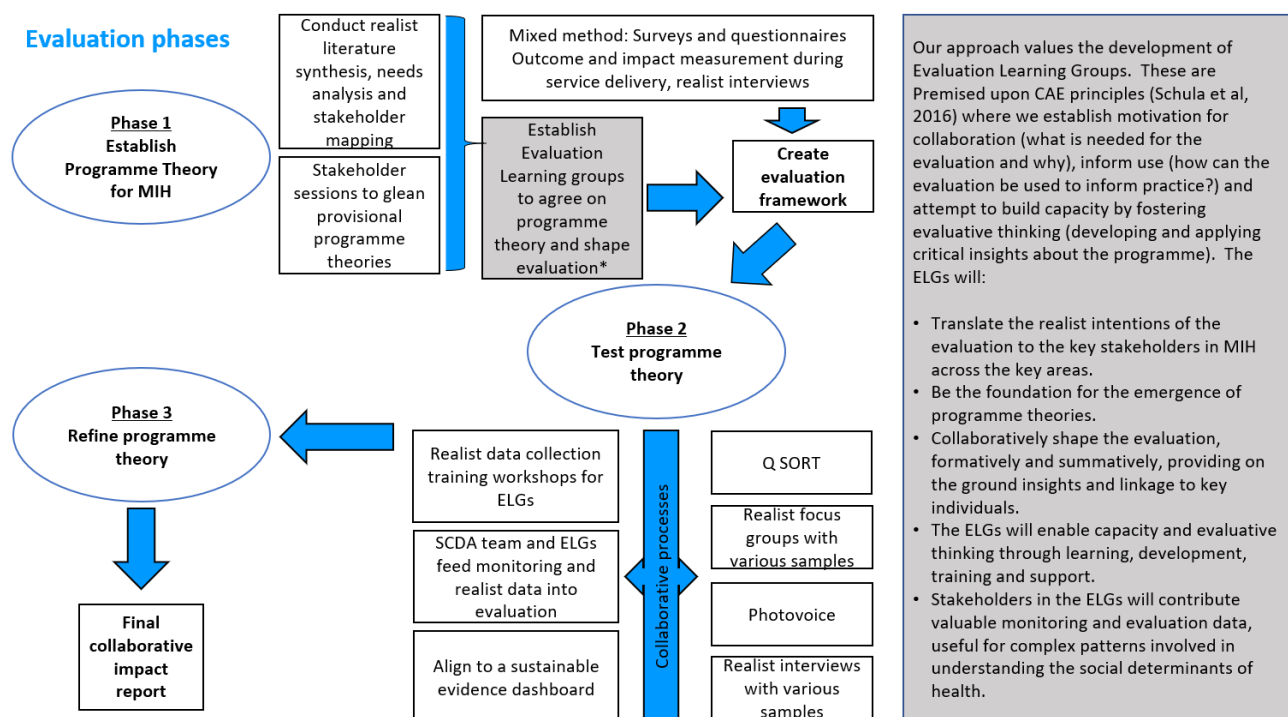 Evaluation phases
Phase 1
Establish
Programme Theory
for MIH
Conduct realist
literature
synthesis, needs
analysis and
stakeholder
mapping
Stakeholder
sessions to glean
provisional
programme
theories
Mixed method: Surveys and questionnaires
Outcome and impact measurement during
service delivery, realist interviews
Establish
Evaluation
Learning groups
to agree on
programme
theory and shape
evaluation*
Create
evaluation
framework
Phase 2
Test programme
theory
Phase 3
Refine programme
theory
Final
collaborative
impact
report
Realist data collection
training workshops for
ELGs
SCDA team and ELGs
feed monitoring and
realist data into
evaluation
Align to a sustainable
evidence dashboard
Collaborative processes
Q SORT
Realist focus
groups with
various samples
Photovoice
Realist interviews
with various
samples
Our approach values the development of
Evaluation Learning Groups.  These are
Premised upon CAE principles (Schula et al,
2016) where we establish motivation for
collaboration (what is needed for the
evaluation and why), inform use (how can the
evaluation be used to inform practice?) and
attempt to build capacity by fostering
evaluative thinking (developing and applying
critical insights about the programme).  The
ELGs will:
• Translate the realist intentions of the
evaluation to the key stakeholders in MIH
across the key areas.
• Be the foundation for the emergence of
programme theories.
• Collaboratively shape the evaluation,
formatively and summatively, providing on
the ground insights and linkage to key
individuals.
• The ELGs will enable capacity and evaluative
thinking through learning, development,
training and support.
• Stakeholders in the ELGs will contribute
valuable monitoring and evaluation data,
useful for complex patterns involved in
understanding the social determinants of
health.